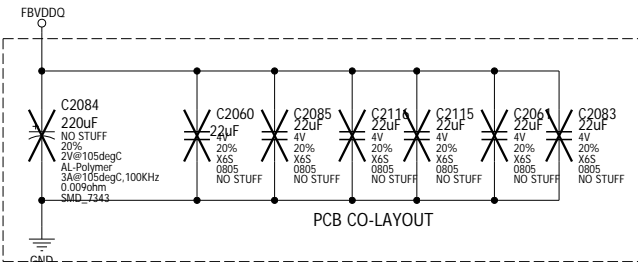 FBVDDQ
C2084
220uF
NO STUFF
20%
2V@105degC
AL-Polymer
3A@105degC,100KHz
0.009ohm
SMD_7343
C2060
22uF
4V
20%
X6S
0805
NO STUFF
C2085
22uF
4V
20%
X6S
0805
NO STUFF
C2116
22uF
4V
20%
X6S
0805
NO STUFF
C2115
22uF
4V
20%
X6S
0805
NO STUFF
C2061
22uF
4V
20%
X6S
0805
NO STUFF
C2083
22uF
4V
20%
X6S
0805
NO STUFF
PCB CO-LAYOUT
GND